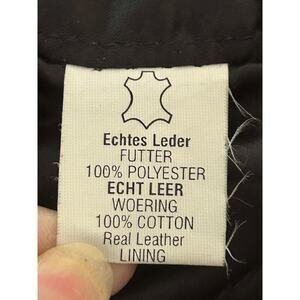 Echtes Leder
FUTTER
100% POLYESTER
ECHT LEER
WOERING
100% COTTON
Real Leather
LINING